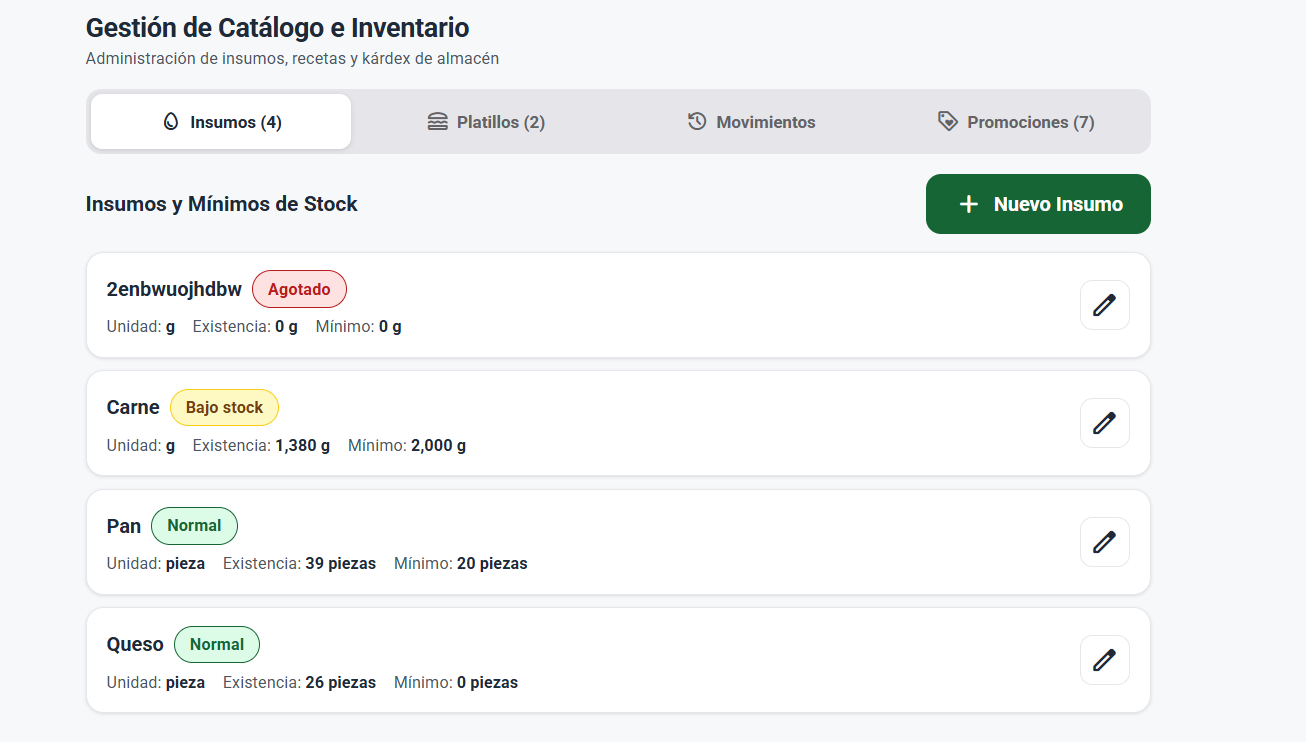 Gestión de Catálogo e Inventario
Administración de insumos, recetas y kárdex de almacén
Insumos (4) Platillos (2) Movimientos Promociones (7)
Insumos y Mínimos de Stock
+ Nuevo Insumo
2enbwuojhdbw Agotado
Unidad: g Existencia: 0 g Mínimo: 0 g
Carne Bajo stock
Unidad: g Existencia: 1,380 g Mínimo: 2,000 g
Pan Normal
Unidad: pieza Existencia: 39 piezas Mínimo: 20 piezas
Queso Normal
Unidad: pieza Existencia: 26 piezas Mínimo: 0 piezas